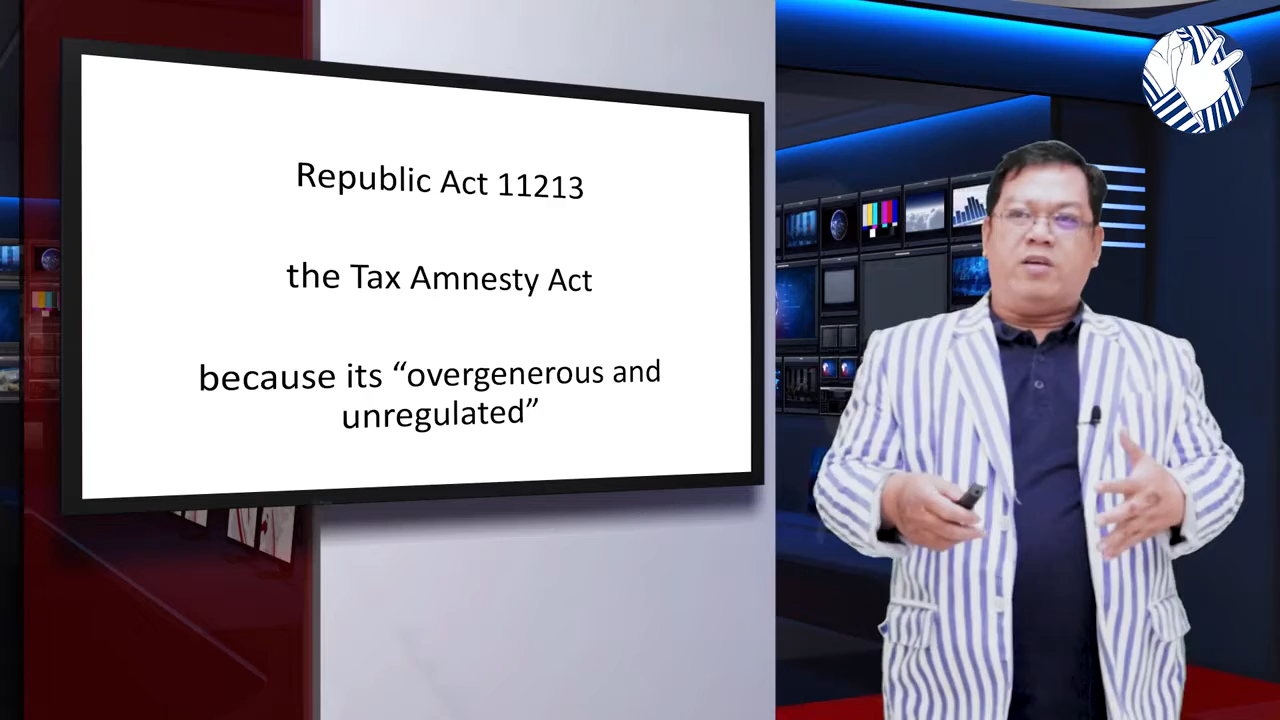 Republic Act 11213
the Tax Amnesty Act
because its “overgenerous and
unregulated”